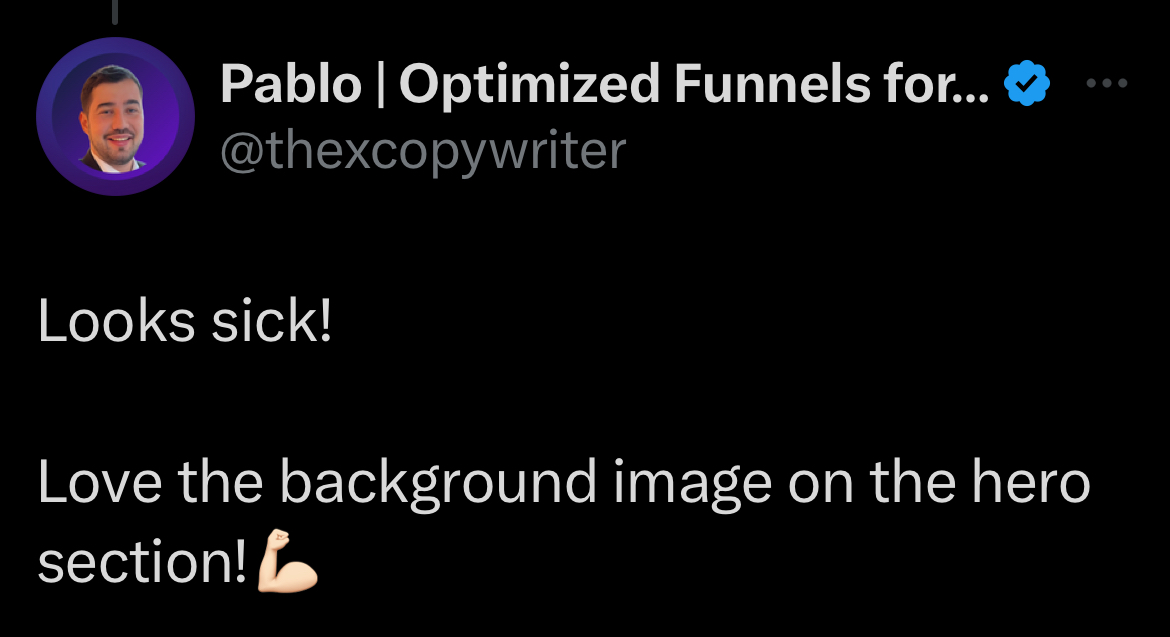 Pablo | Optimized Funnels for...
@thexcopywriter
Looks sick!
Love the background image on the hero
section!💪🏻